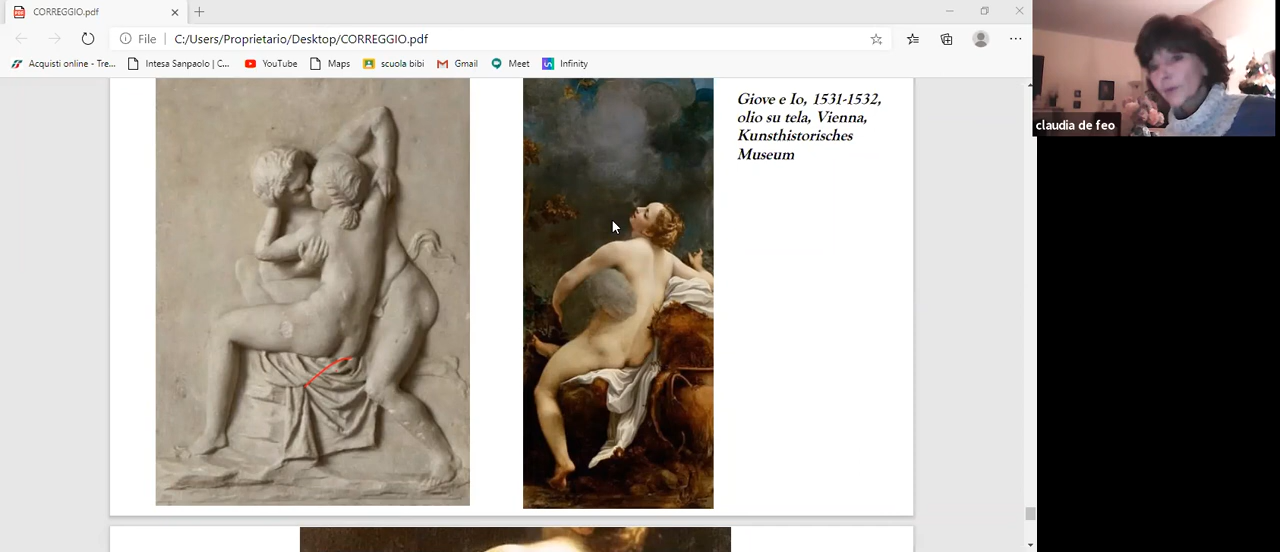 CORREGGIO.pdf
File
C:/Users/Proprietario/Desktop/CORREGGIO.pdf
Acquisti online - Tre...
Intesa Sanpaolo | C...
YouTube
Maps
scuola bibi
Gmail
Meet
Infinity
Giove e Io, 1531-1532,
olio su tela, Vienna,
Kunsthistorisches
Museum
claudia de feo